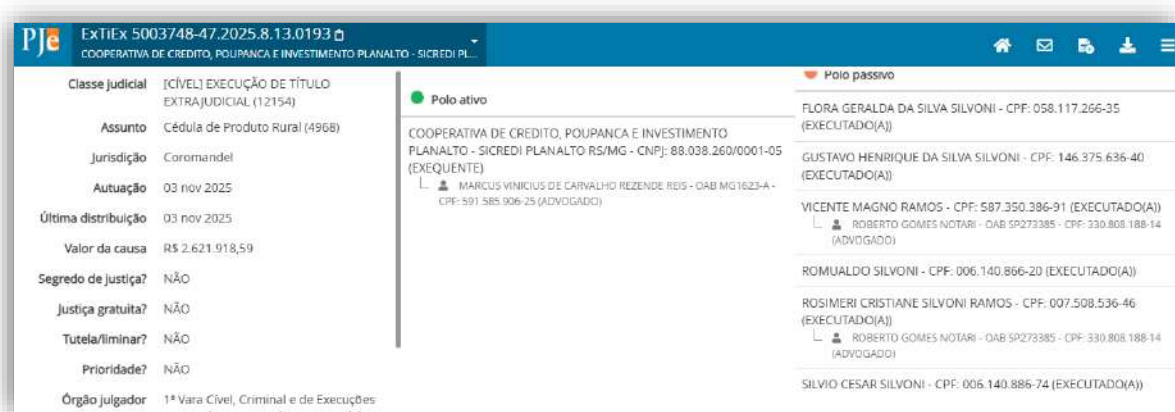 PJe
ExTiEx 5003748-47.2025.8.13.0193
COOPERATIVA DE CREDITO, POUPANCA E INVESTIMENTO PLANALTO - SICREDI PL...
Classe judicial [CÍVEL] EXECUÇÃO DE TÍTULO
EXTRAJUDICIAL (12154)
Assunto Cédula de Produto Rural (4968)
Jurisdição Coromandel
Autuação 03 nov 2025
Última distribuição 03 nov 2025
Valor da causa R$ 2.621.918,59
Segredo de justiça? NÃO
Justiça gratuita? NÃO
Tutela/liminar? NÃO
Prioridade? NÃO
Órgão julgador 1ª Vara Cível, Criminal e de Execuções
Polo ativo
COOPERATIVA DE CREDITO, POUPANCA E INVESTIMENTO
PLANALTO - SICREDI PLANALTO RS/MG - CNPJ: 88.038.260/0001-05
(EXEQUENTE)
MARCUS VINICIUS DE CARVALHO REZENDE REIS - OAB MG1623-A -
CPF: 591.585.906-25 (ADVOGADO)
Polo passivo
FLORA GERALDA DA SILVA SILVONI - CPF: 058.117.266-35
(EXECUTADO(A))
GUSTAVO HENRIQUE DA SILVA SILVONI - CPF: 146.375.636-40
(EXECUTADO(A))
VICENTE MAGNO RAMOS - CPF: 587.350.386-91 (EXECUTADO(A))
ROBERTO GOMES NOTARI - OAB SP273385 - CPF: 330.808.188-14
(ADVOGADO)
ROMUALDO SILVONI - CPF: 006.140.866-20 (EXECUTADO(A))
ROSIMERI CRISTIANE SILVONI RAMOS - CPF: 007.508.536-46
(EXECUTADO(A))
ROBERTO GOMES NOTARI - OAB SP273385 - CPF: 330.808.188-14
(ADVOGADO)
SILVIO CESAR SILVONI - CPF: 006.140.886-74 (EXECUTADO(A))